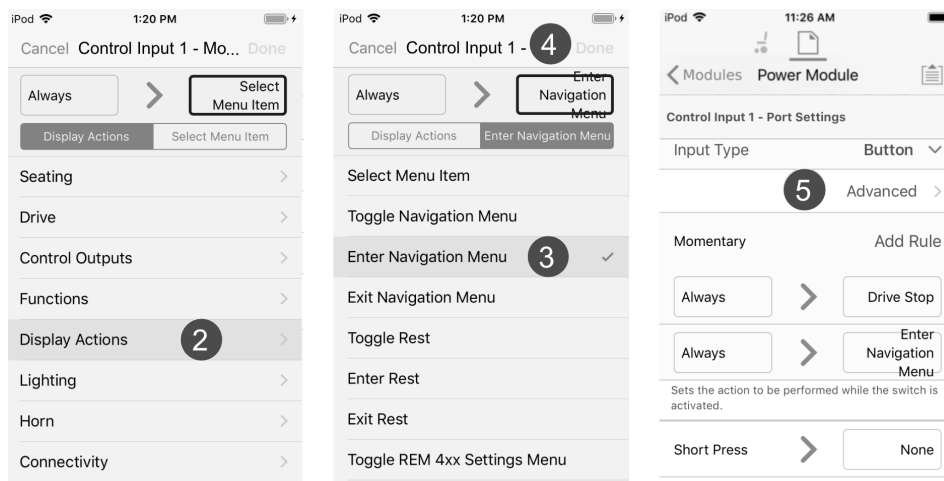 iPod 1:20 PM
Cancel Control Input 1 - Mo... Done
Always
Select
Menu Item
Display Actions Select Menu Item
Seating
Drive
Control Outputs
Functions
Display Actions 2
Lighting
Horn
Connectivity
iPod 1:20 PM
Cancel Control Input 1 - 4 Done
Always
Enter
Navigation
Menu
Display Actions Enter Navigation Menu
Select Menu Item
Toggle Navigation Menu
Enter Navigation Menu 3
Exit Navigation Menu
Toggle Rest
Enter Rest
Exit Rest
Toggle REM 4xx Settings Menu
iPod 11:26 AM
Modules Power Module
Control Input 1 - Port Settings
Input Type Button
5 Advanced
Momentary Add Rule
Always Drive Stop
Always
Enter
Navigation
Menu
Sets the action to be performed while the switch is
activated.
Short Press None